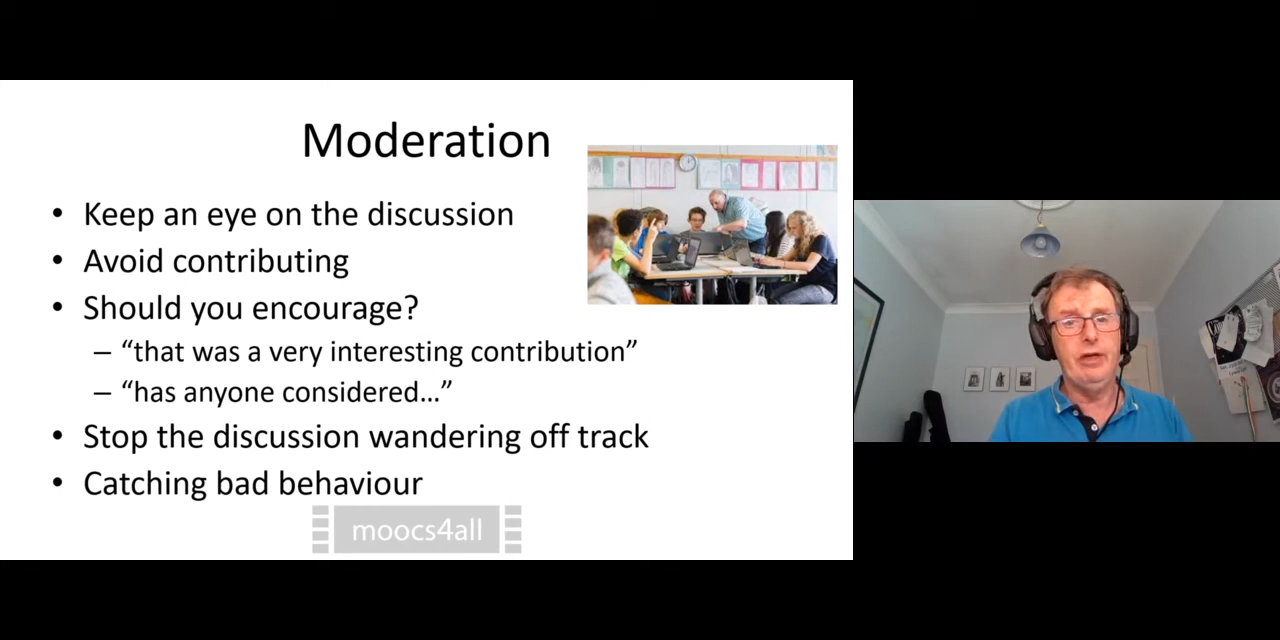 Moderation
• Keep an eye on the discussion
• Avoid contributing
• Should you encourage?
– “that was a very interesting contribution”
– “has anyone considered…”
• Stop the discussion wandering off track
• Catching bad behaviour
moocs4all